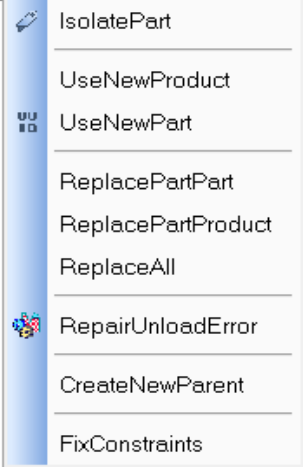 IsolatePart
UseNewProduct
UseNewPart
ReplacePartPart
ReplacePartProduct
ReplaceAll
RepairUnloadError
CreateNewParent
FixConstraints